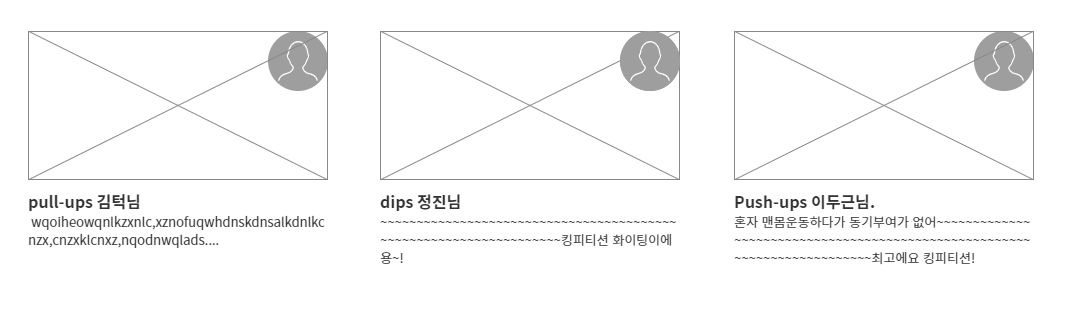 pull-ups 김턱님
wqoiheowqnlkzxnlc,xznofuqwhdnskdnsalkdnlkc
nzx,cnzxklcnxz,nqodnwqlads....
dips 정진님
~~~~~~~~~~~~~~~~~~~~~~~~~~~~~~~~~~~~~~~~~
~~~~~~~~~~~~~~~~~~~~~~~~~킹피티션 화이팅이에
용~!
Push-ups 이두근님.
혼자 맨몸운동하다가 동기부여가 없어~~~~~~~~~~~~~
~~~~~~~~~~~~~~~~~~~~~~~~~~~~~~~~~~~~~~~~~
~~~~~~~~~~~~~~~~~~~최고에요 킹피티션!